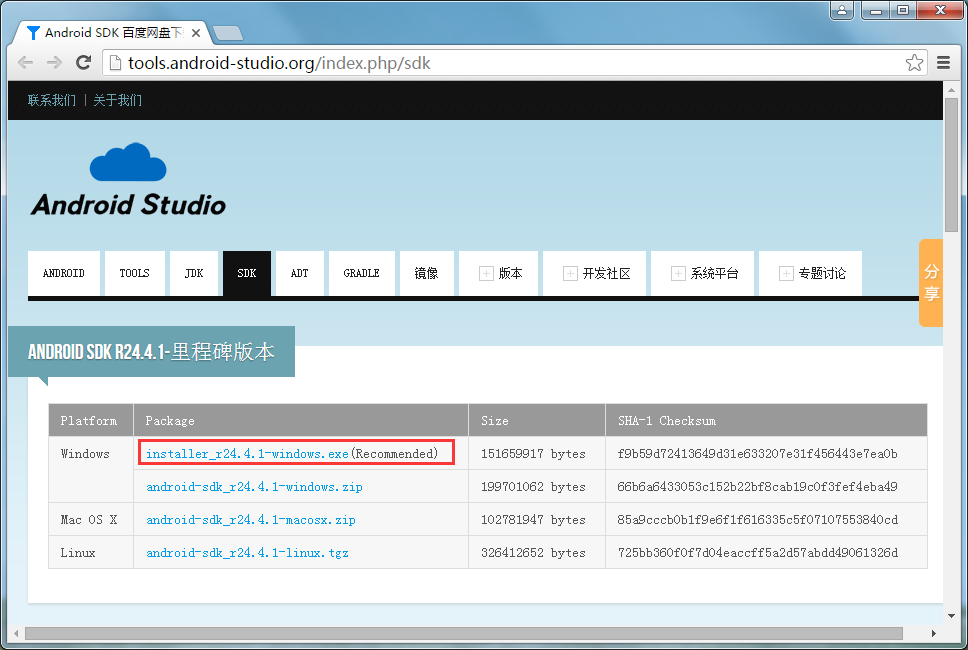 Android SDK 百度网盘下
tools.android-studio.org/index.php/sdk
联系我们 | 关于我们
Android Studio
ANDROID TOOLS JDK SDK ADT GRADLE 镜像 版本 开发社区 系统平台 专题讨论
分享
ANDROID SDK R24.4.1-里程碑版本
Platform Package Size SHA-1 Checksum
Windows installer_r24.4.1-windows.exe(Recommended) 151659917 bytes f9b59d72413649d31e633207e31f456443e7ea0b
android-sdk_r24.4.1-windows.zip 199701062 bytes 66b6a6433053c152b22bf8cab19c0f3fef4eba49
Mac OS X android-sdk_r24.4.1-macosx.zip 102781947 bytes 85a9cccb0b1f9e6f1f616335c5f07107553840cd
Linux android-sdk_r24.4.1-linux.tgz 326412652 bytes 725bb360f0f7d04eaccff5a2d57abdd49061326d